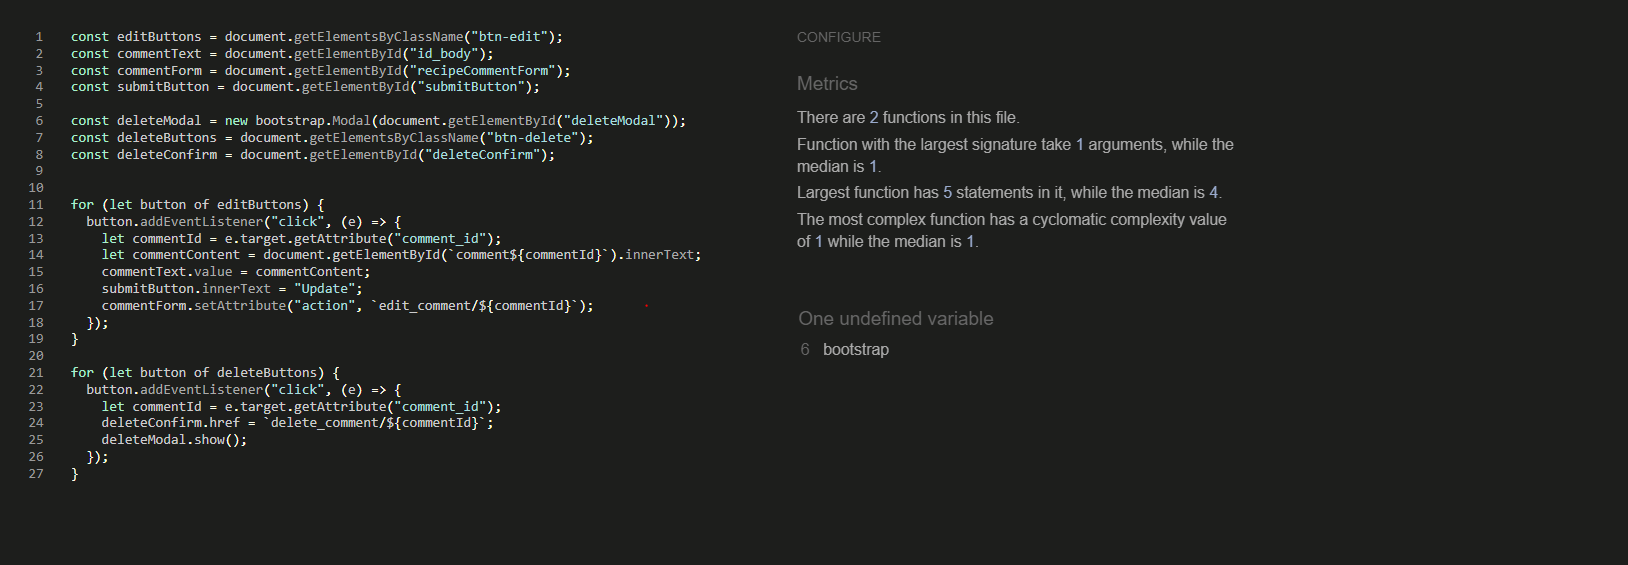 1 const editButtons = document.getElementsByClassName("btn-edit");
2 const commentText = document.getElementById("id_body");
3 const commentForm = document.getElementById("recipeCommentForm");
4 const submitButton = document.getElementById("submitButton");
5
6 const deleteModal = new bootstrap.Modal(document.getElementById("deleteModal"));
7 const deleteButtons = document.getElementsByClassName("btn-delete");
8 const deleteConfirm = document.getElementById("deleteConfirm");
9
10
11 for (let button of editButtons) {
12   button.addEventListener("click", (e) => {
13     let commentId = e.target.getAttribute("comment_id");
14     let commentContent = document.getElementById(`comment${commentId}`).innerText;
15     commentText.value = commentContent;
16     submitButton.innerText = "Update";
17     commentForm.setAttribute("action", `edit_comment/${commentId}`);
18   });
19 }
20
21 for (let button of deleteButtons) {
22   button.addEventListener("click", (e) => {
23     let commentId = e.target.getAttribute("comment_id");
24     deleteConfirm.href = `delete_comment/${commentId}`;
25     deleteModal.show();
26   });
27 }
CONFIGURE
Metrics
There are 2 functions in this file.
Function with the largest signature take 1 arguments, while the
median is 1.
Largest function has 5 statements in it, while the median is 4.
The most complex function has a cyclomatic complexity value
of 1 while the median is 1.
One undefined variable
6 bootstrap